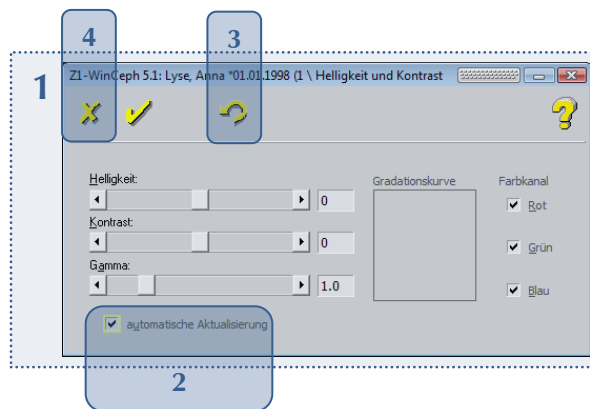 4
3
1
Z1-WinCeph 5.1: Lyse, Anna *01.01.1998 (1 \ Helligkeit und Kontrast
Helligkeit:
0
Kontrast:
0
Gamma:
1.0
Gradationskurve
Farbkanal
Rot
Grün
Blau
automatische Aktualisierung
2